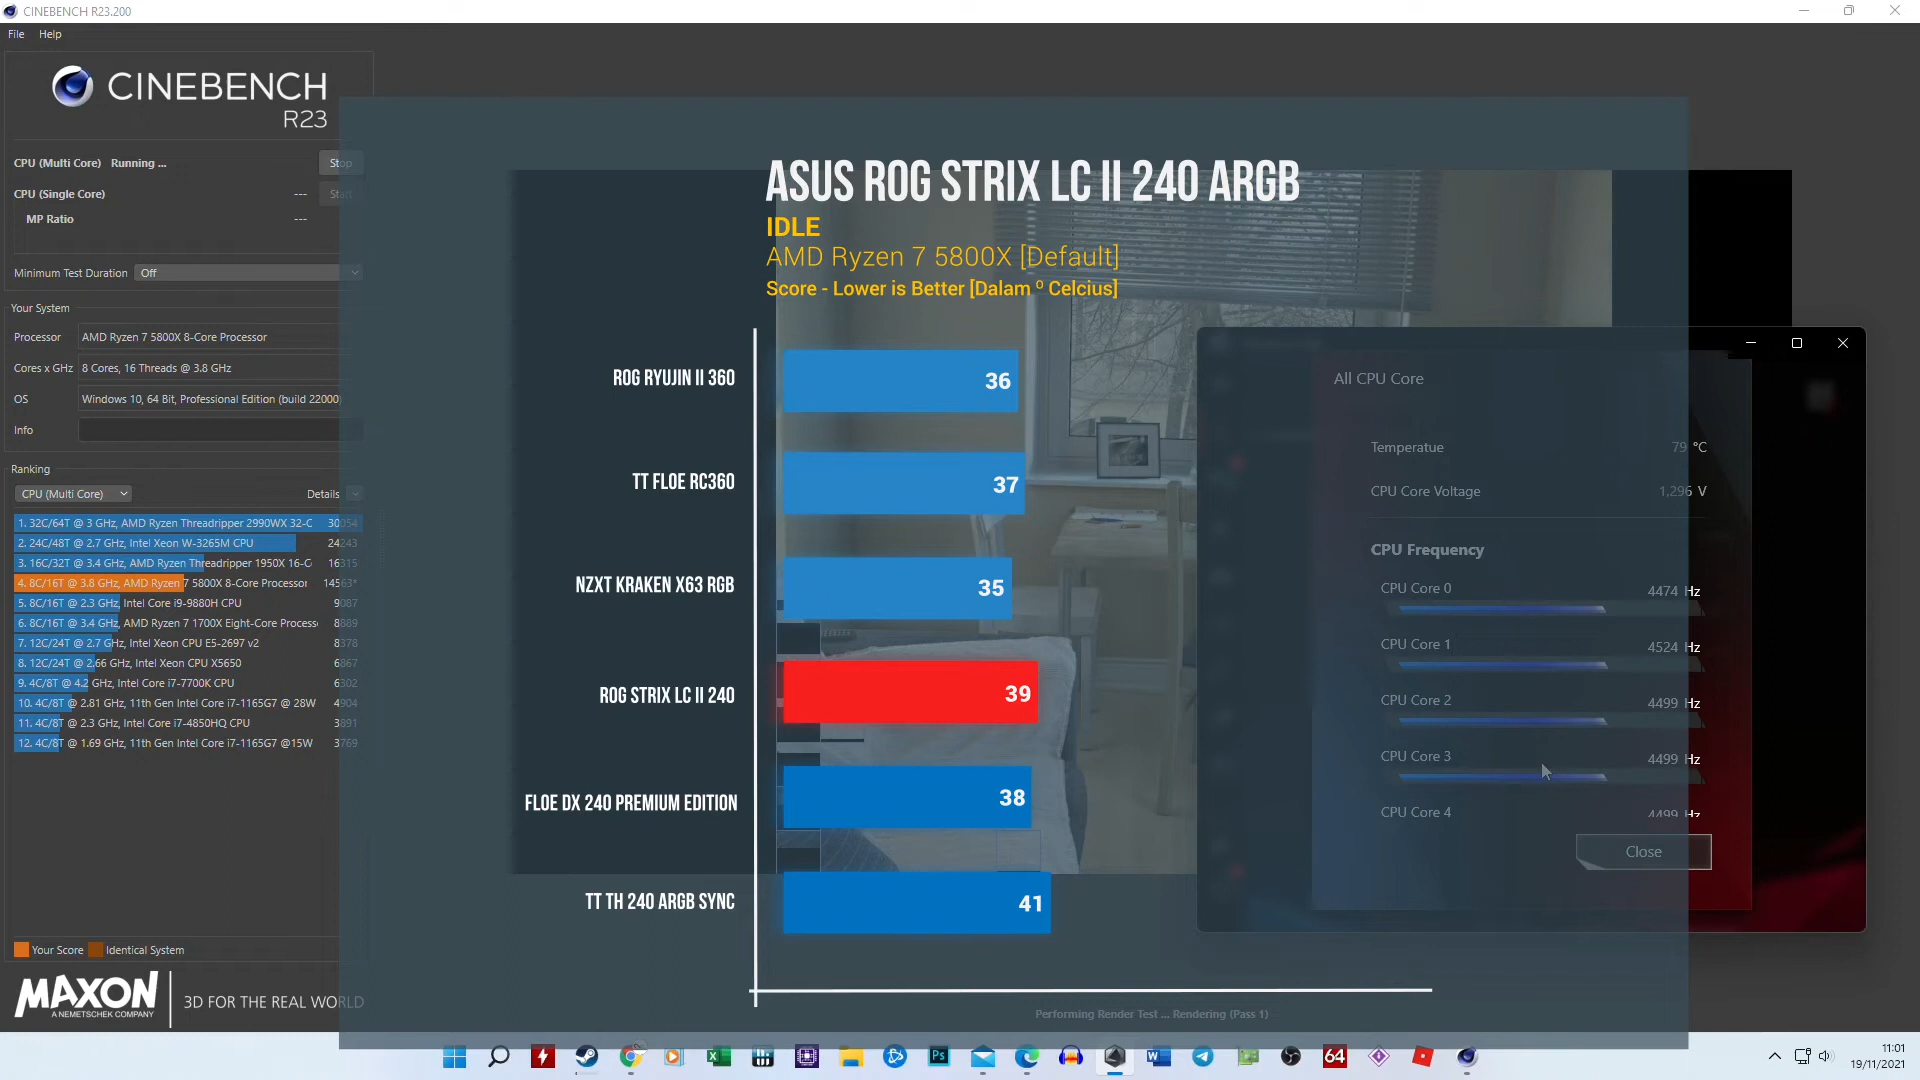 CINEBENCH R23.200
File Help
CINEBENCH
R23
CPU (Multi Core) Running ... Stop
CPU (Single Core) --- Start
MP Ratio ---
Minimum Test Duration Off
Your System
Processor AMD Ryzen 7 5800X 8-Core Processor
Cores x GHz 8 Cores, 16 Threads @ 3.8 GHz
OS Windows 10, 64 Bit, Professional Edition (build 22000)
Info
Ranking
CPU (Multi Core) Details
1. 32C/64T @ 3 GHz, AMD Ryzen Threadripper 2990WX 32-C 30054
2. 24C/48T @ 2.7 GHz, Intel Xeon W-3265M CPU 24243
3. 16C/32T @ 3.4 GHz, AMD Ryzen Threadripper 1950X 16-C 16315
4. 8C/16T @ 3.8 GHz, AMD Ryzen 7 5800X 8-Core Processor 14563*
5. 8C/16T @ 2.3 GHz, Intel Core i9-9880H CPU 9087
6. 8C/16T @ 3.4 GHz, AMD Ryzen 7 1700X Eight-Core Process 8889
7. 12C/24T @ 2.7 GHz, Intel Xeon CPU E5-2697 v2 8378
8. 12C/24T @ 2.66 GHz, Intel Xeon CPU X5650 6867
9. 4C/8T @ 4.2 GHz, Intel Core i7-7700K CPU 6302
10. 4C/8T @ 2.81 GHz, 11th Gen Intel Core i7-1165G7 @ 28W 4904
11. 4C/8T @ 2.3 GHz, Intel Core i7-4850HQ CPU 3891
12. 4C/8T @ 1.69 GHz, 11th Gen Intel Core i7-1165G7 @15W 3769
Your Score Identical System
MAXON
A NEMETSCHEK COMPANY
3D FOR THE REAL WORLD
ASUS ROG STRIX LC II 240 ARGB
IDLE
AMD Ryzen 7 5800X [Default]
Score - Lower is Better [Dalam º Celcius]
ROG RYUJIN II 360 36
TT FLOE RC360 37
NZXT KRAKEN X63 RGB 35
ROG STRIX LC II 240 39
FLOE DX 240 PREMIUM EDITION 38
TT TH 240 ARGB SYNC 41
All CPU Core
Temperatue 79 °C
CPU Core Voltage 1,296 V
CPU Frequency
CPU Core 0 4474 Hz
CPU Core 1 4524 Hz
CPU Core 2 4499 Hz
CPU Core 3 4499 Hz
CPU Core 4 4499 Hz
Close
Performing Render Test ... Rendering (Pass 1)
Ps
64
11:01
19/11/2021